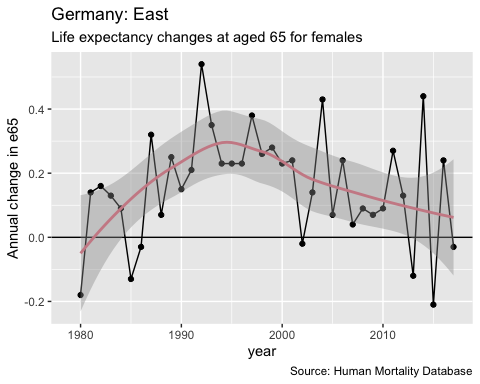 Germany: East
Life expectancy changes at aged 65 for females
Annual change in e65
0.4
0.2
0.0
-0.2
1980
1990
2000
2010
year
Source: Human Mortality Database